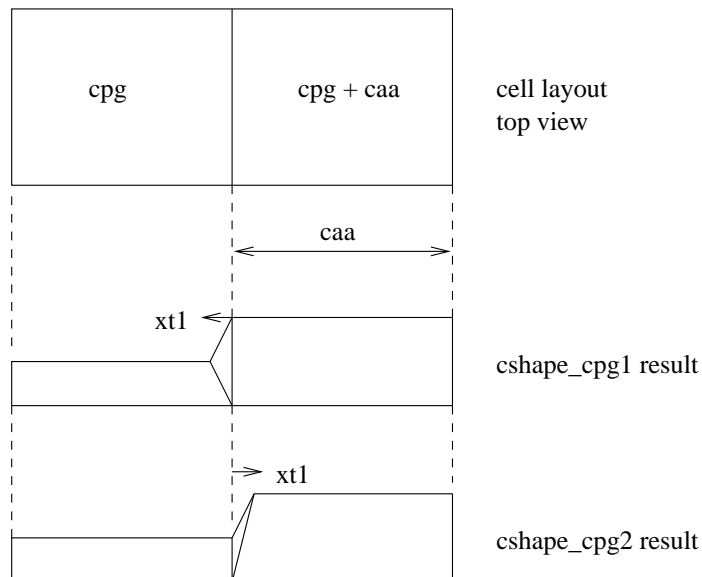 cpg
cpg + caa
cell layout
top view
caa
xt1
cshape_cpg1 result
xt1
cshape_cpg2 result